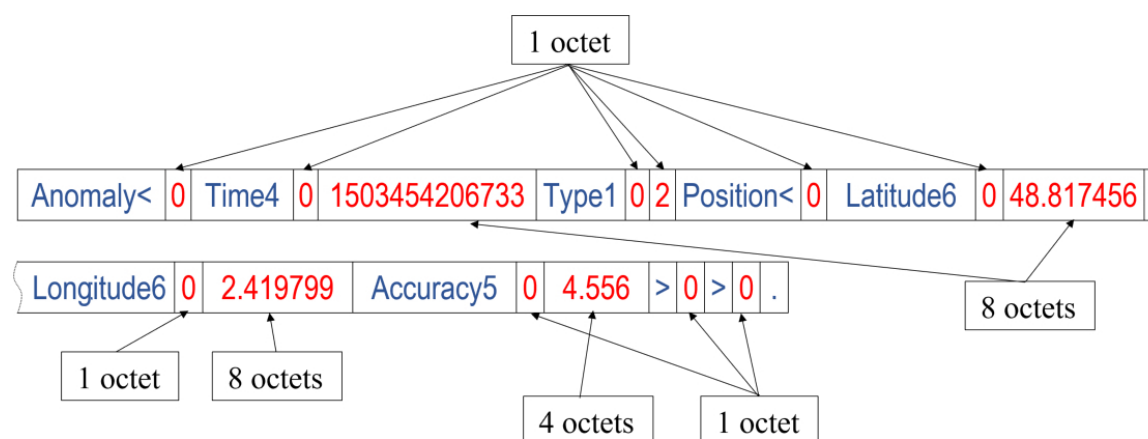 1 octet
Anomaly< 0 Time4 0 1503454206733 Type1 0 2 Position< 0 Latitude6 0 48.817456
Longitude6 0 2.419799 Accuracy5 0 4.556 > 0 > 0 .
8 octets
1 octet 8 octets
4 octets 1 octet